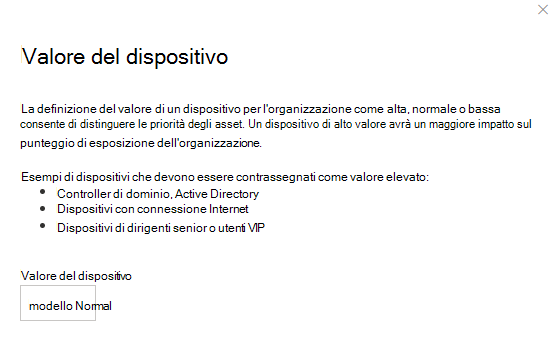 Valore del dispositivo
La definizione del valore di un dispositivo per l'organizzazione come alta, normale o bassa
consente di distinguere le priorità degli asset. Un dispositivo di alto valore avrà un maggiore impatto sul
punteggio di esposizione dell'organizzazione.
Esempi di dispositivi che devono essere contrassegnati come valore elevato:
• Controller di dominio, Active Directory
• Dispositivi con connessione Internet
• Dispositivi di dirigenti senior o utenti VIP
Valore del dispositivo
modello Normal